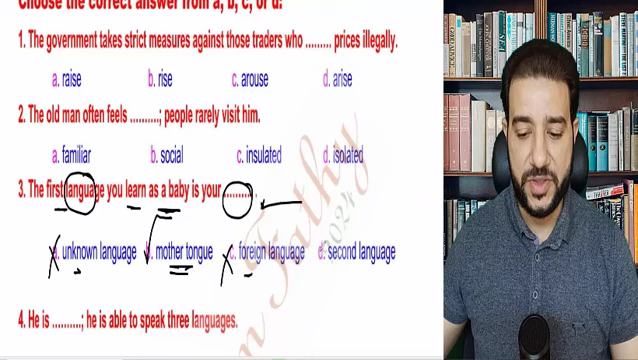 Choose the correct answer from a, b, c, or d:
1. The government takes strict measures against those traders who ......... prices illegally.
a. raise b. rise c. arouse d. arise
2. The old man often feels ..........; people rarely visit him.
a. familiar b. social c. insulated d. isolated
3. The first language you learn as a baby is your ..........
a. unknown language b. mother tongue c. foreign language d. second language
4. He is ..........; he is able to speak three languages.
Fathy
2024